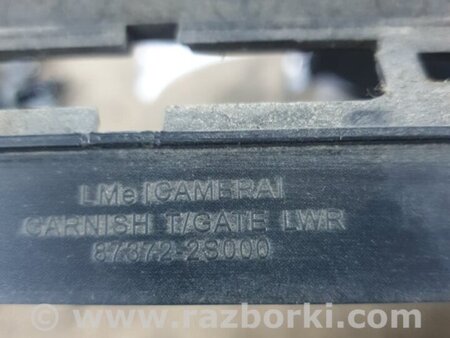 LMe [CAMERA]
GARNISH T/GATE LWR
87372-2S000
www.razborki.com